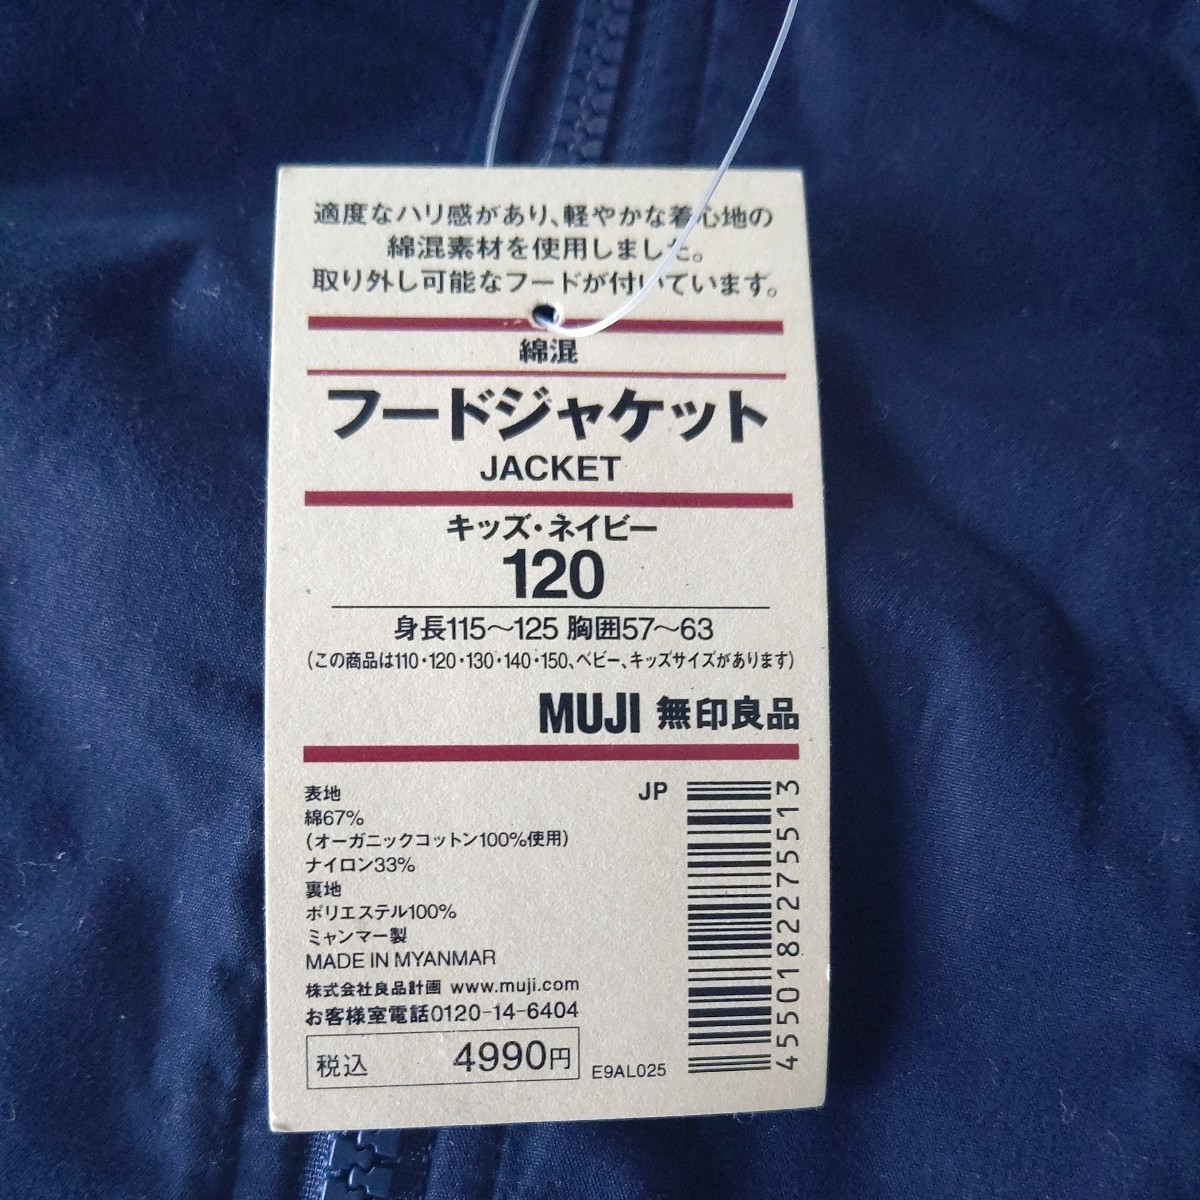 適度なハリ感があり、軽やかな着心地の
綿混素材を使用しました。
取り外し可能なフードが付いています。
綿混
フードジャケット
JACKET
キッズ・ネイビー
120
身長115～125 胸囲57～63
(この商品は110・120・130・140・150、ベビー、キッズサイズがあります)
MUJI 無印良品
表地
綿67%
(オーガニックコットン100%使用)
ナイロン33%
裏地
ポリエステル100%
ミャンマー製
MADE IN MYANMAR
株式会社良品計画 www.muji.com
お客様室電話0120-14-6404
税込 4990円
E9AL025
JP
4550182275513